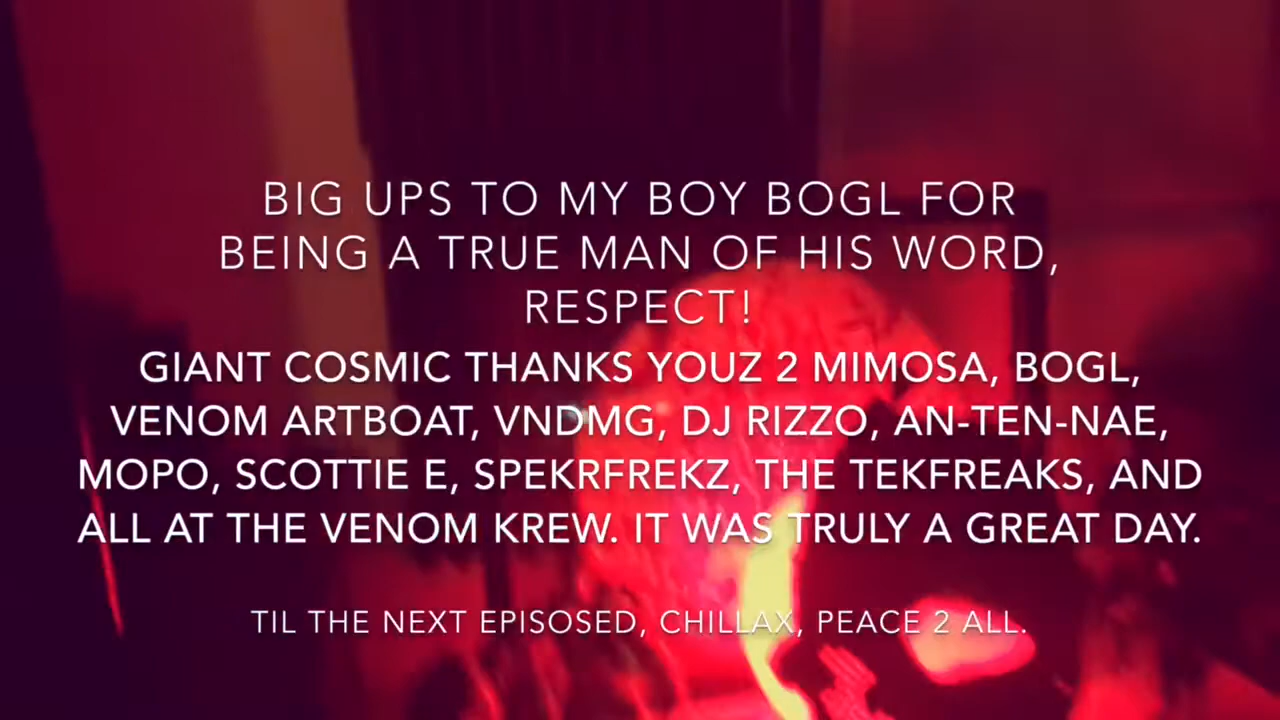 BIG UPS TO MY BOY BOGL FOR
BEING A TRUE MAN OF HIS WORD,
RESPECT!
GIANT COSMIC THANKS YOUZ 2 MIMOSA, BOGL,
VENOM ARTBOAT, VNDMG, DJ RIZZO, AN-TEN-NAE,
MOPO, SCOTTIE E, SPEKRFREKZ, THE TEKFREAKS, AND
ALL AT THE VENOM KREW. IT WAS TRULY A GREAT DAY.
TIL THE NEXT EPISOSED, CHILLAX, PEACE 2 ALL.